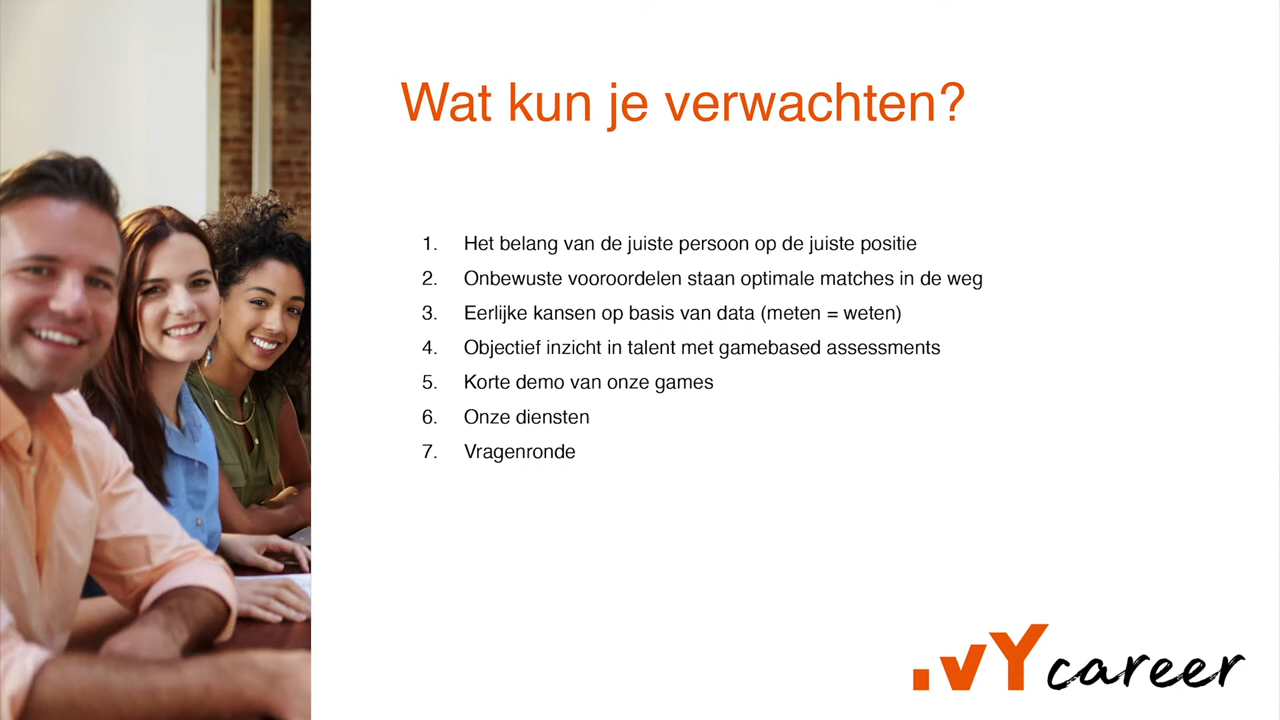 Wat kun je verwachten?
1. Het belang van de juiste persoon op de juiste positie
2. Onbewuste vooroordelen staan optimale matches in de weg
3. Eerlijke kansen op basis van data (meten = weten)
4. Objectief inzicht in talent met gamebased assessments
5. Korte demo van onze games
6. Onze diensten
7. Vragenronde
ivY career